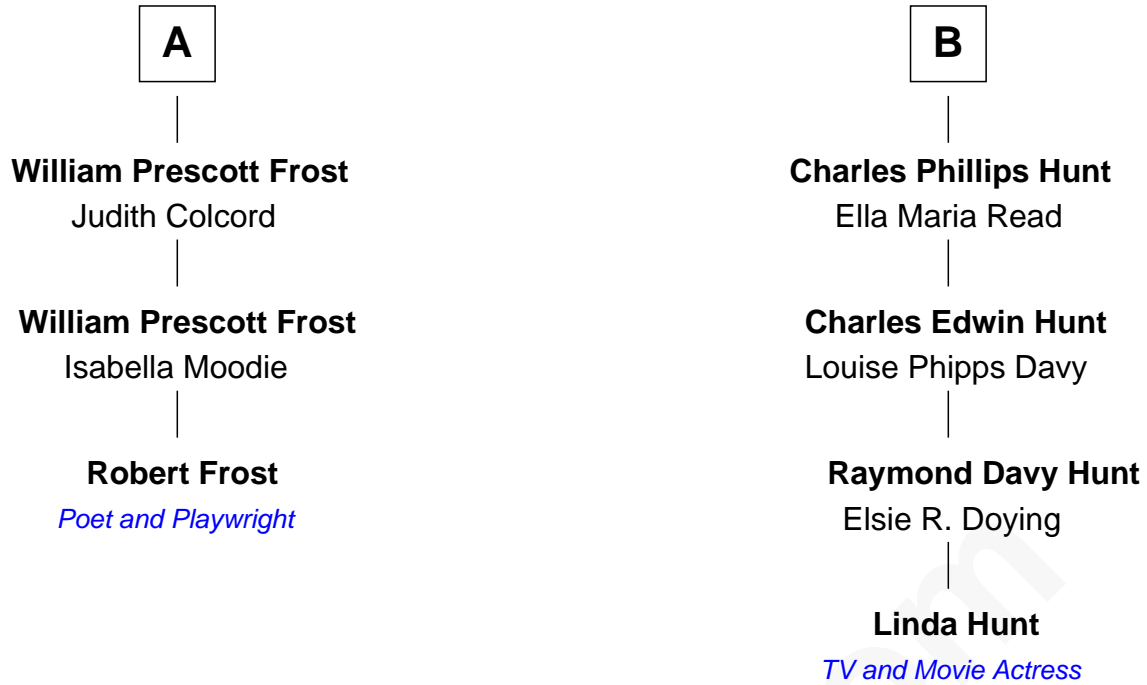 A
William Prescott Frost
Judith Colcord
William Prescott Frost
Isabella Moodie
Robert Frost
Poet and Playwright
B
Charles Phillips Hunt
Ella Maria Read
Charles Edwin Hunt
Louise Phipps Davy
Raymond Davy Hunt
Elsie R. Doying
Linda Hunt
TV and Movie Actress